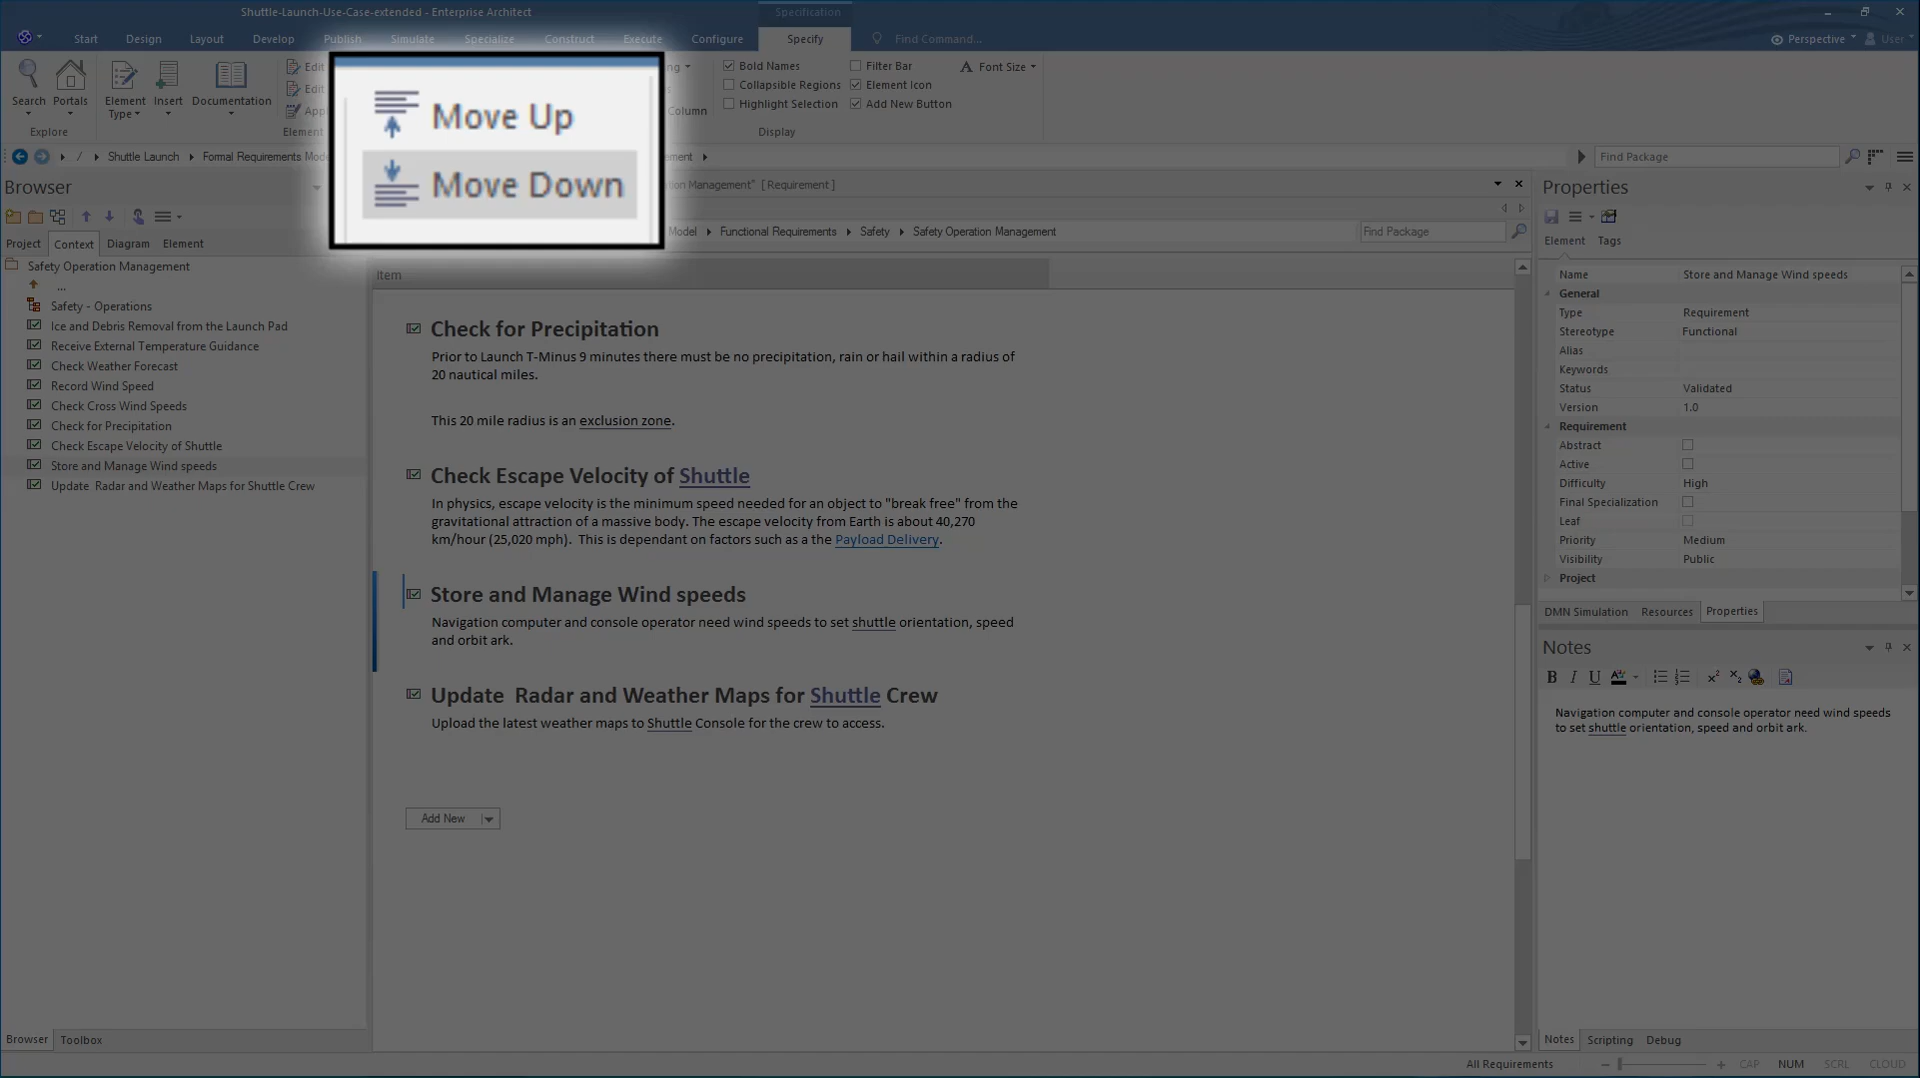 Shuttle-Launch-Use-Case-extended - Enterprise Architect
Specification
Start
Design
Layout
Develop
Publish
Simulate
Specialize
Construct
Execute
Configure
Specify
Find Command...
Perspective
User
Search
Portals
Explore
Element
Type
Insert
Documentation
Edit
Edit
Element
Move Up
Move Down
Column
Bold Names
Collapsible Regions
Highlight Selection
Filter Bar
Element Icon
Add New Button
Font Size
Display
/
Shuttle Launch
Formal Requirements
Find Package
Browser
Project
Context
Diagram
Element
Safety Operation Management
...
Safety - Operations
Ice and Debris Removal from the Launch Pad
Receive External Temperature Guidance
Check Weather Forecast
Record Wind Speed
Check Cross Wind Speeds
Check for Precipitation
Check Escape Velocity of Shuttle
Store and Manage Wind speeds
Update  Radar and Weather Maps for Shuttle Crew
Browser
Toolbox
Management" [ Requirement ]
Model
Functional Requirements
Safety
Safety Operation Management
Find Package
Item
Check for Precipitation
Prior to Launch T-Minus 9 minutes there must be no precipitation, rain or hail within a radius of
20 nautical miles.
This 20 mile radius is an exclusion zone.
Check Escape Velocity of Shuttle
In physics, escape velocity is the minimum speed needed for an object to "break free" from the
gravitational attraction of a massive body. The escape velocity from Earth is about 40,270
km/hour (25,020 mph).  This is dependant on factors such as a the Payload Delivery.
Store and Manage Wind speeds
Navigation computer and console operator need wind speeds to set shuttle orientation, speed
and orbit ark.
Update  Radar and Weather Maps for Shuttle Crew
Upload the latest weather maps to Shuttle Console for the crew to access.
Add New
Properties
Element
Tags
Name Store and Manage Wind speeds
General
Type Requirement
Stereotype Functional
Alias
Keywords
Status Validated
Version 1.0
Requirement
Abstract
Active
Difficulty High
Final Specialization
Leaf
Priority Medium
Visibility Public
Project
DMN Simulation
Resources
Properties
Notes
B I U A
Navigation computer and console operator need wind speeds
to set shuttle orientation, speed and orbit ark.
Notes
Scripting
Debug
All Requirements
CAP
NUM
SCRL
CLOUD